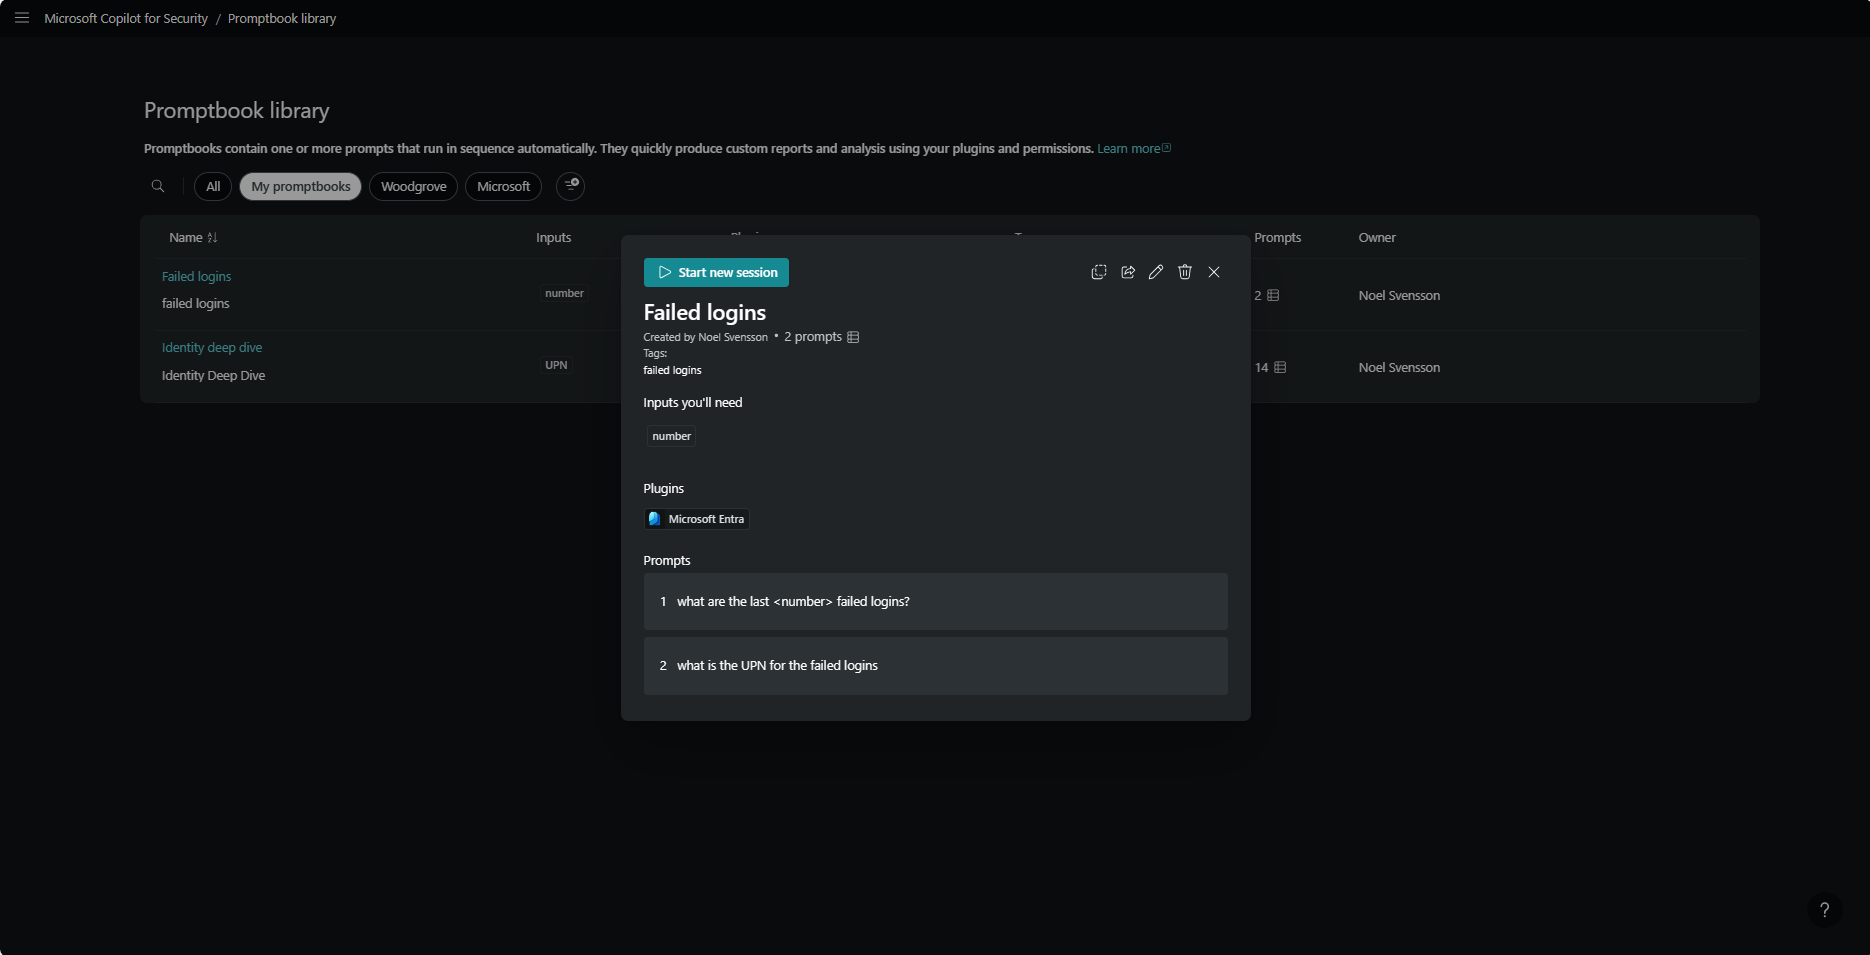 Microsoft Copilot for Security / Promptbook library
Promptbook library
Promptbooks contain one or more prompts that run in sequence automatically. They quickly produce custom reports and analysis using your plugins and permissions. Learn more
All My promptbooks Woodgrove Microsoft
Name Inputs Prompts Owner
Failed logins
failed logins
number
2
Noel Svensson
Identity deep dive
Identity Deep Dive
UPN
14
Noel Svensson
Start new session
Failed logins
Created by Noel Svensson • 2 prompts
Tags:
failed logins
Inputs you'll need
number
Plugins
Microsoft Entra
Prompts
1 what are the last <number> failed logins?
2 what is the UPN for the failed logins
?